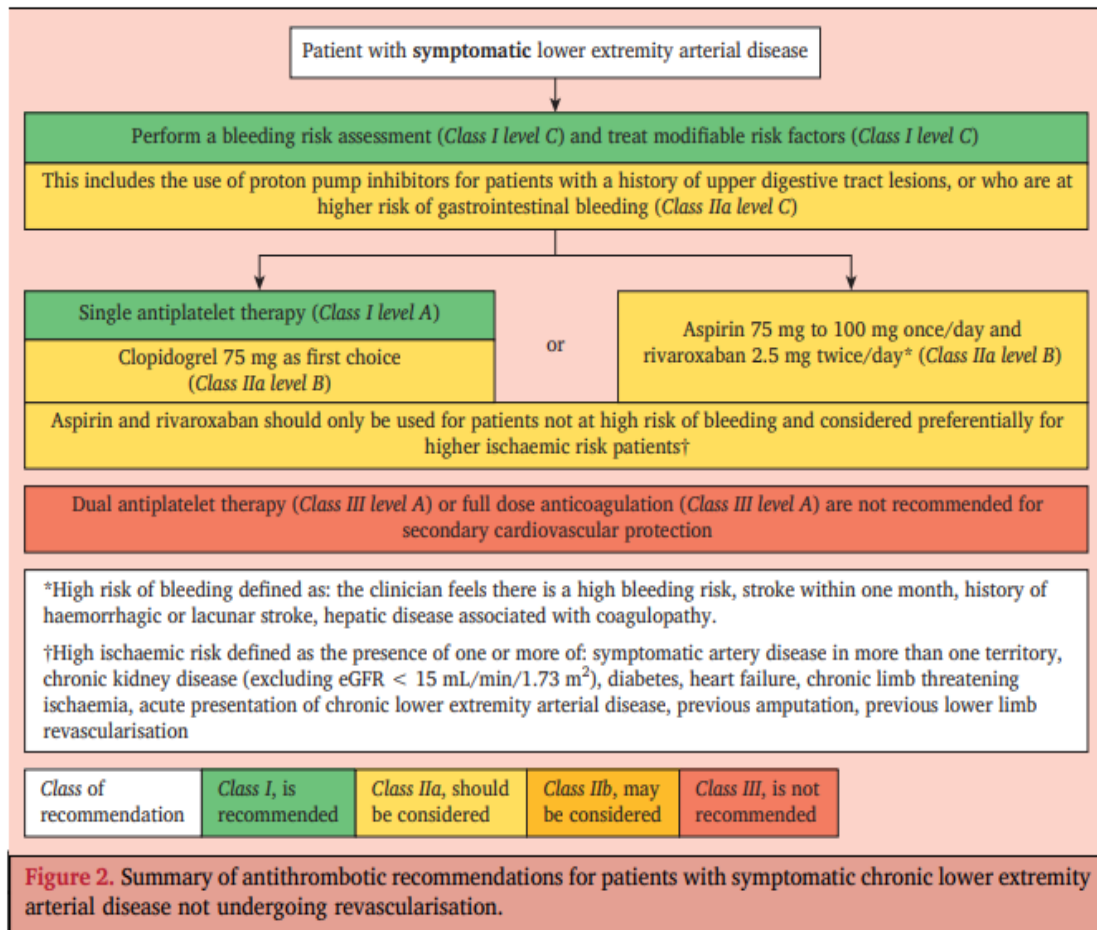 Patient with symptomatic lower extremity arterial disease
Perform a bleeding risk assessment (Class I level C) and treat modifiable risk factors (Class I level C)
This includes the use of proton pump inhibitors for patients with a history of upper digestive tract lesions, or who are at
higher risk of gastrointestinal bleeding (Class IIa level C)
Single antiplatelet therapy (Class I level A)
Clopidogrel 75 mg as first choice
(Class IIa level B)
or
Aspirin 75 mg to 100 mg once/day and
rivaroxaban 2.5 mg twice/day* (Class IIa level B)
Aspirin and rivaroxaban should only be used for patients not at high risk of bleeding and considered preferentially for
higher ischaemic risk patients†
Dual antiplatelet therapy (Class III level A) or full dose anticoagulation (Class III level A) are not recommended for
secondary cardiovascular protection
*High risk of bleeding defined as: the clinician feels there is a high bleeding risk, stroke within one month, history of
haemorrhagic or lacunar stroke, hepatic disease associated with coagulopathy.
†High ischaemic risk defined as the presence of one or more of: symptomatic artery disease in more than one territory,
chronic kidney disease (excluding eGFR < 15 mL/min/1.73 m²), diabetes, heart failure, chronic limb threatening
ischaemia, acute presentation of chronic lower extremity arterial disease, previous amputation, previous lower limb
revascularisation
Class of
recommendation
Class I, is
recommended
Class IIa, should
be considered
Class IIb, may
be considered
Class III, is not
recommended
Figure 2. Summary of antithrombotic recommendations for patients with symptomatic chronic lower extremity
arterial disease not undergoing revascularisation.